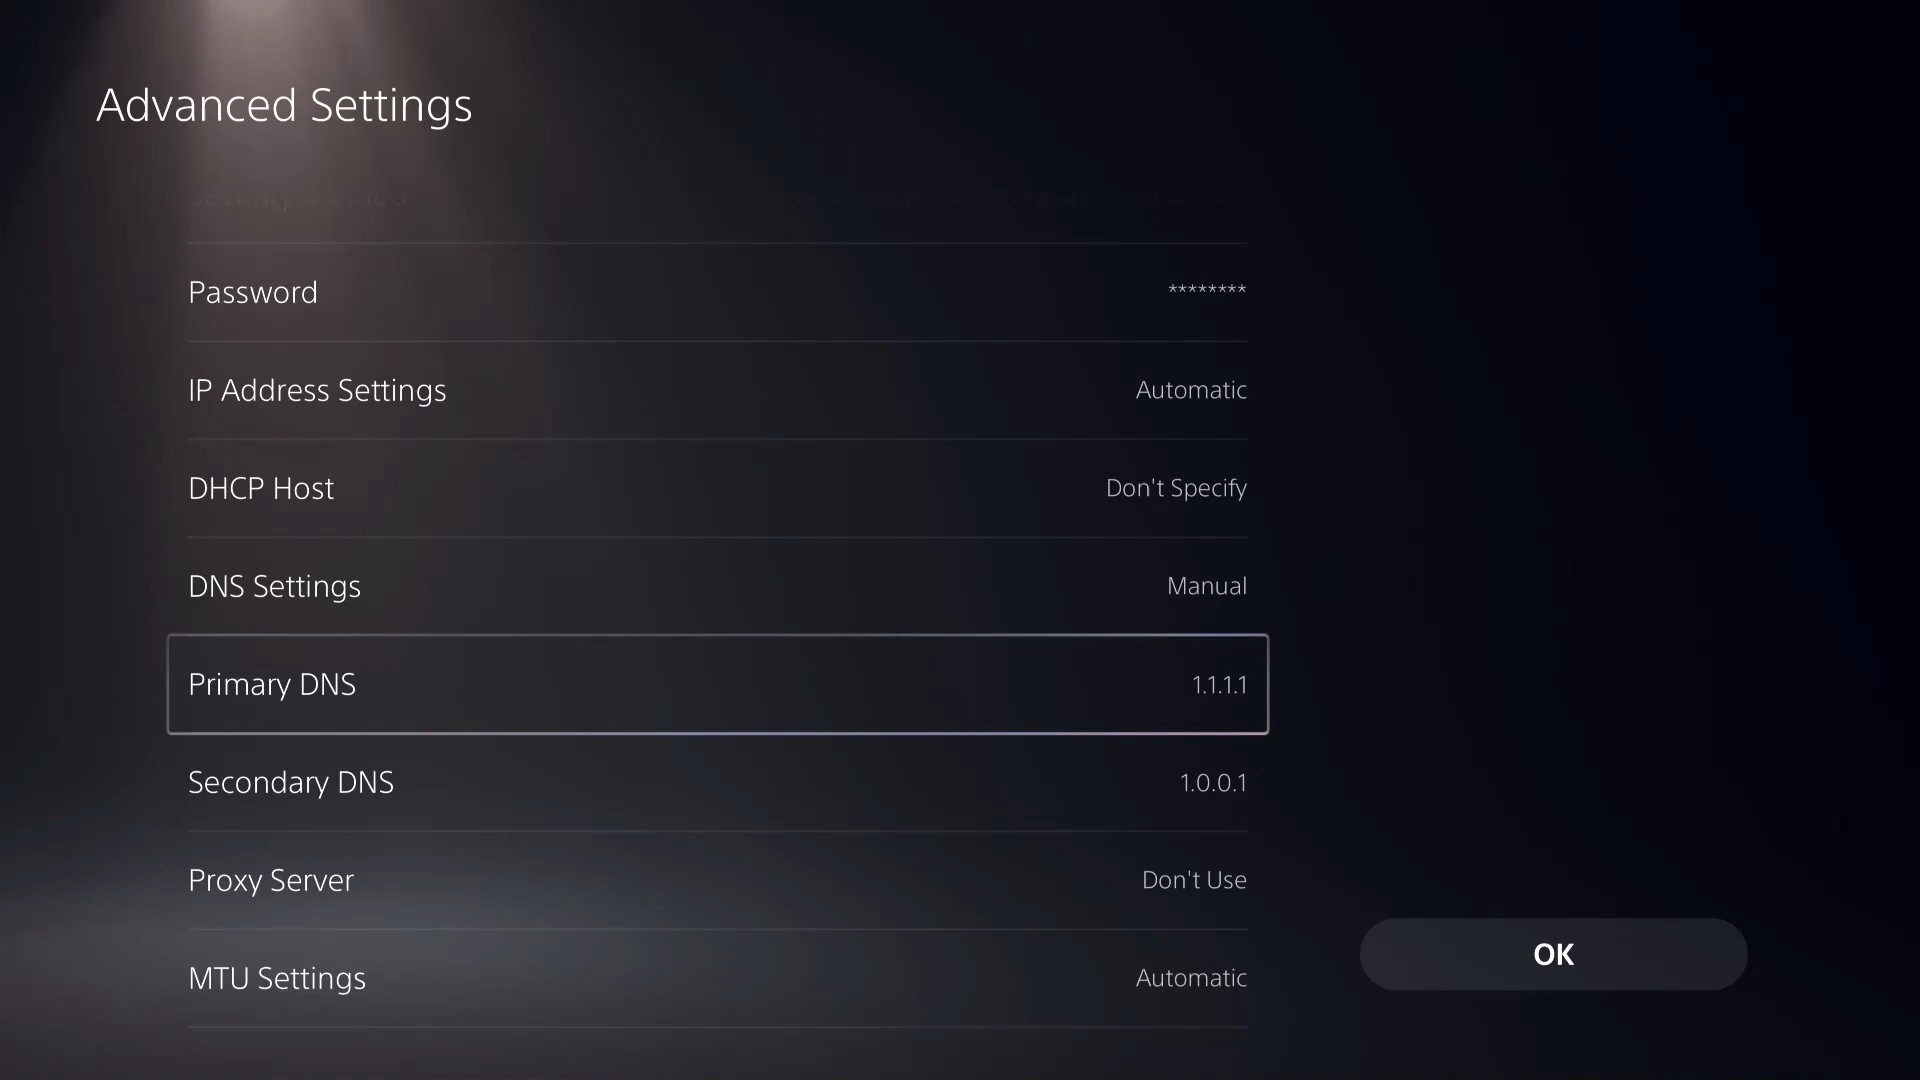 Advanced Settings
Password ********
IP Address Settings Automatic
DHCP Host Don't Specify
DNS Settings Manual
Primary DNS 1.1.1.1
Secondary DNS 1.0.0.1
Proxy Server Don't Use
MTU Settings Automatic
OK